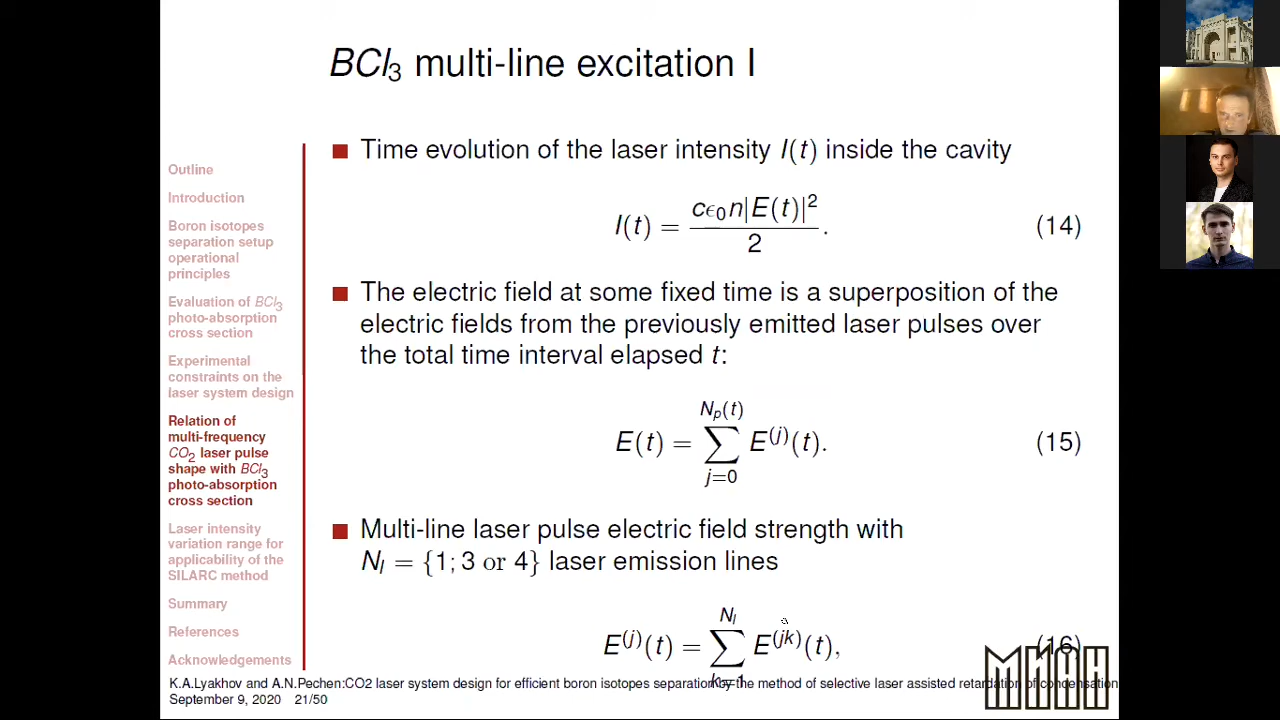 BCl₃ multi-line excitation I
Outline
Introduction
Boron isotopes
separation setup
operational
principles
Evaluation of BCl₃
photo-absorption
cross section
Experimental
constraints on the
laser system design
Relation of
multi-frequency
CO₂ laser pulse
shape with BCl₃
photo-absorption
cross section
Laser intensity
variation range for
applicability of the
SILARC method
Summary
References
Acknowledgements
■ Time evolution of the laser intensity I(t) inside the cavity
I(t) = cϵ₀n|E(t)|² / 2 . (14)
■ The electric field at some fixed time is a superposition of the
electric fields from the previously emitted laser pulses over
the total time interval elapsed t:
E(t) = ∑_{j=0}^{N_p(t)} E^{(j)}(t). (15)
■ Multi-line laser pulse electric field strength with
N_l = {1; 3 or 4} laser emission lines
E^{(j)}(t) = ∑_{k=1}^{N_l} E^{(jk)}(t), (16)
K.A.Lyakhov and A.N.Pechen:CO2 laser system design for efficient boron isotopes separation by the method of selective laser assisted retardation of condensation
September 9, 2020 21/50
МИАН